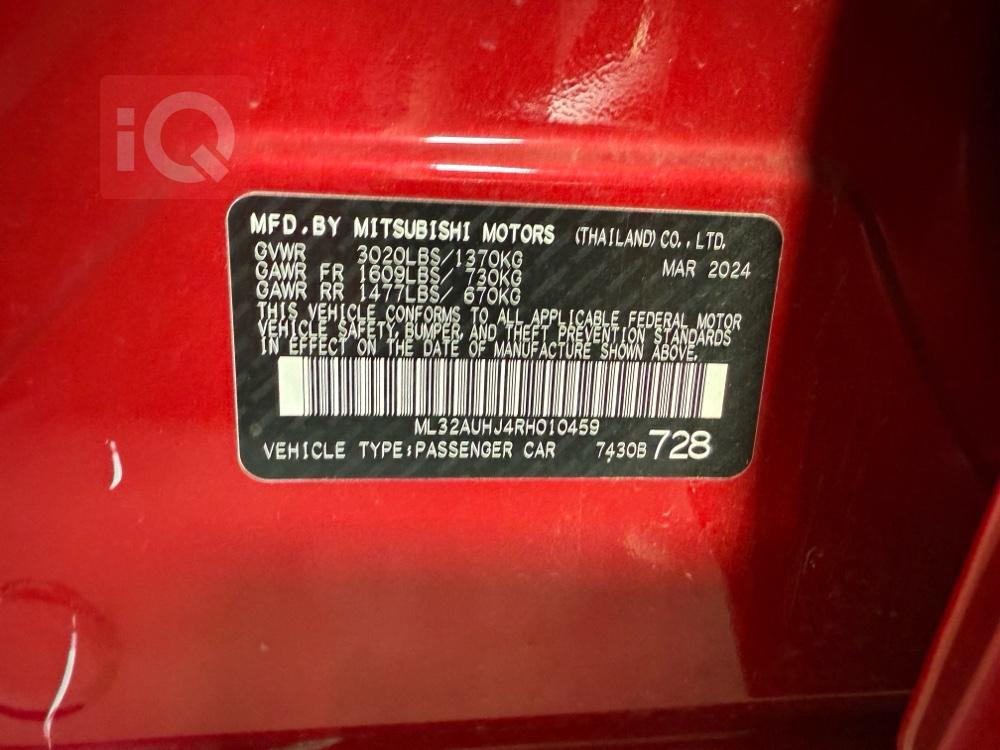 iQ
MFD.BY MITSUBISHI MOTORS (THAILAND) CO., LTD.
GVWR 3020LBS/1370KG MAR 2024
GAWR FR 1609LBS/ 730KG
GAWR RR 1477LBS/ 670KG
THIS VEHICLE CONFORMS TO ALL APPLICABLE FEDERAL MOTOR
VEHICLE SAFETY, BUMPER, AND THEFT PREVENTION STANDARDS
IN EFFECT ON THE DATE OF MANUFACTURE SHOWN ABOVE.
ML32AUHJ4RH010459
VEHICLE TYPE:PASSENGER CAR 7430B 728